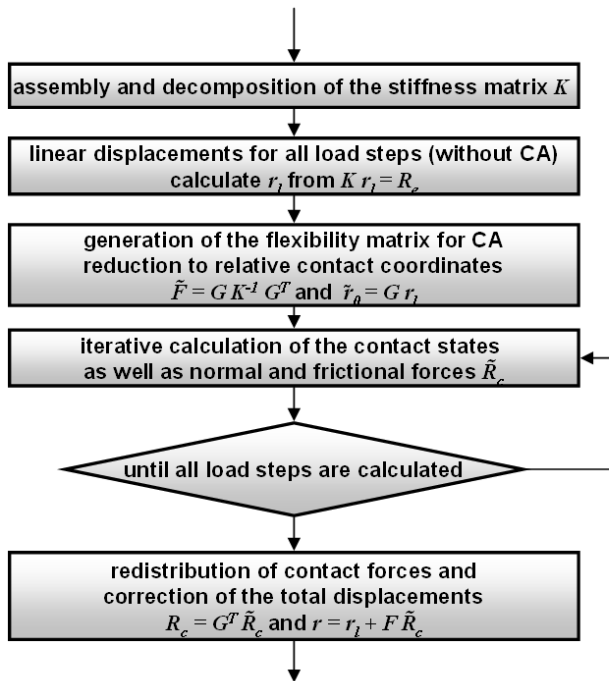 assembly and decomposition of the stiffness matrix K
linear displacements for all load steps (without CA)
calculate r_l from K r_l = R_e
generation of the flexibility matrix for CA
reduction to relative contact coordinates
F̃ = G K⁻¹ Gᵀ and r̃₀ = G r_l
iterative calculation of the contact states
as well as normal and frictional forces R̃_c
until all load steps are calculated
redistribution of contact forces and
correction of the total displacements
R_c = Gᵀ R̃_c and r = r_l + F R̃_c